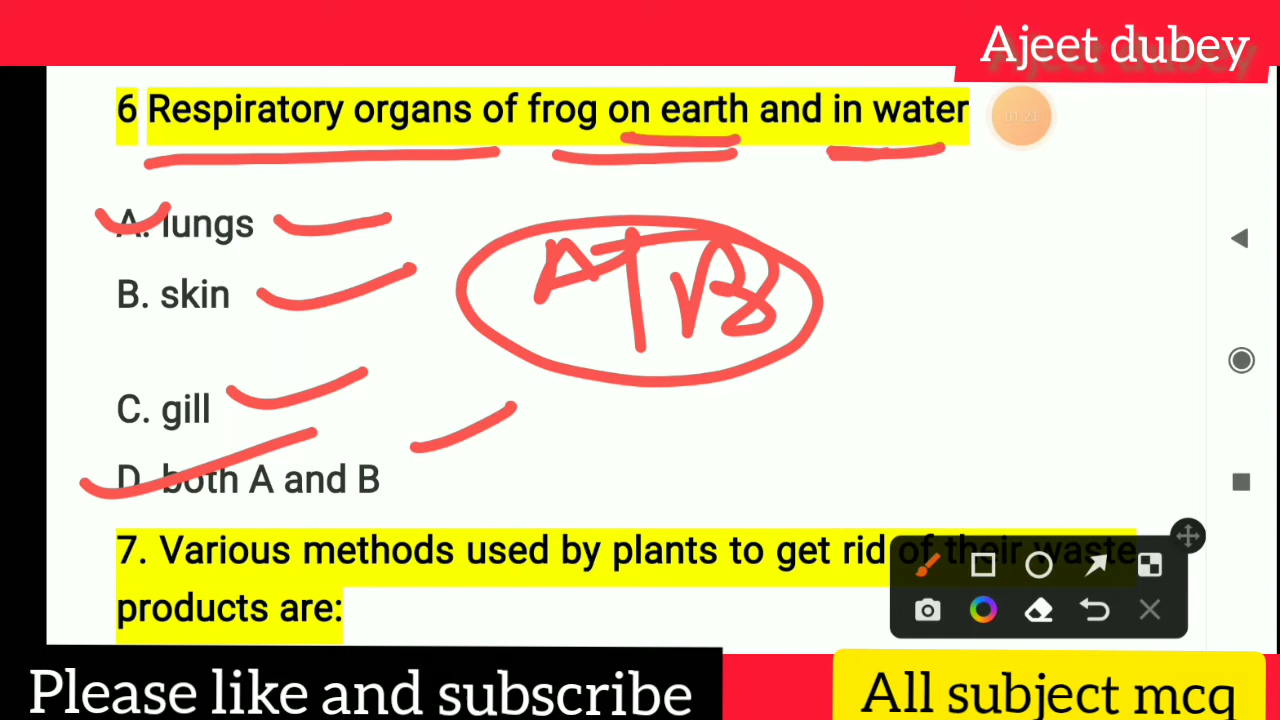 Ajeet dubey
6 Respiratory organs of frog on earth and in water
01:21
A. lungs
B. skin
C. gill
D. both A and B
7. Various methods used by plants to get rid of their waste
products are:
Please like and subscribe
All subject mcq